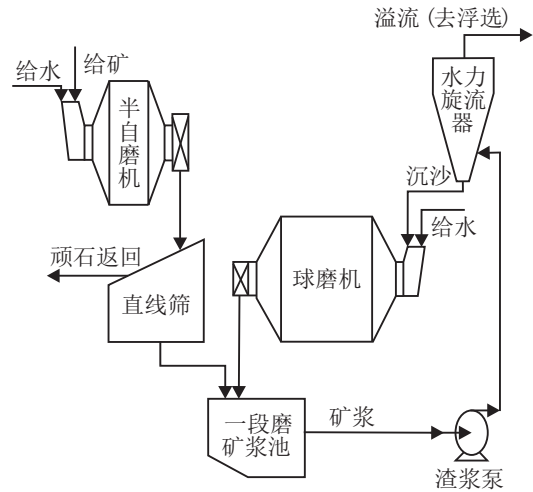 溢流 (去浮选)
给水
给矿
水力
旋流
器
半
自
磨
机
沉沙
给水
顽石返回
球磨机
直线筛
一段磨
矿浆池
矿浆
渣浆泵